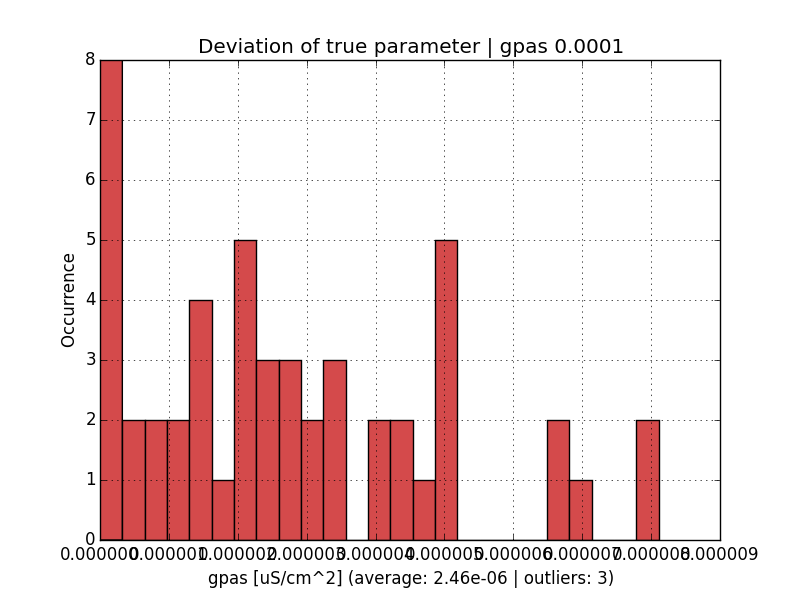 Deviation of true parameter | gpas 0.0001
8
7
6
5
4
3
2
1
0
Occurrence
0.000000 0.000001 0.000002 0.000003 0.000004 0.000005 0.000006 0.000007 0.000008 0.000009
gpas [uS/cm^2] (average: 2.46e-06 | outliers: 3)